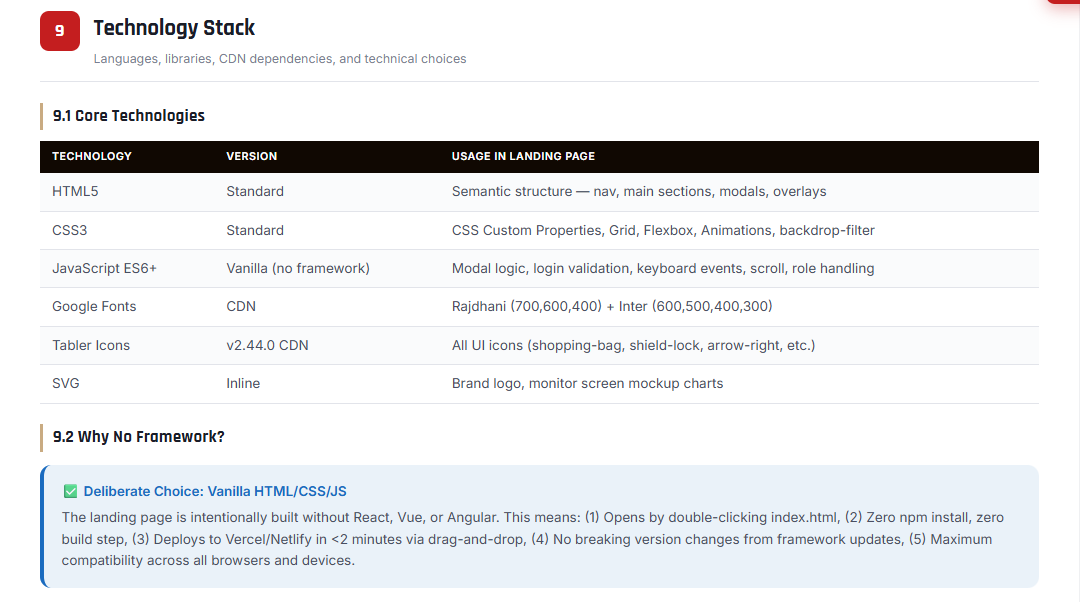 9
Technology Stack
Languages, libraries, CDN dependencies, and technical choices
9.1 Core Technologies
TECHNOLOGY VERSION USAGE IN LANDING PAGE
HTML5 Standard Semantic structure — nav, main sections, modals, overlays
CSS3 Standard CSS Custom Properties, Grid, Flexbox, Animations, backdrop-filter
JavaScript ES6+ Vanilla (no framework) Modal logic, login validation, keyboard events, scroll, role handling
Google Fonts CDN Rajdhani (700,600,400) + Inter (600,500,400,300)
Tabler Icons v2.44.0 CDN All UI icons (shopping-bag, shield-lock, arrow-right, etc.)
SVG Inline Brand logo, monitor screen mockup charts
9.2 Why No Framework?
✅ Deliberate Choice: Vanilla HTML/CSS/JS
The landing page is intentionally built without React, Vue, or Angular. This means: (1) Opens by double-clicking index.html, (2) Zero npm install, zero
build step, (3) Deploys to Vercel/Netlify in <2 minutes via drag-and-drop, (4) No breaking version changes from framework updates, (5) Maximum
compatibility across all browsers and devices.